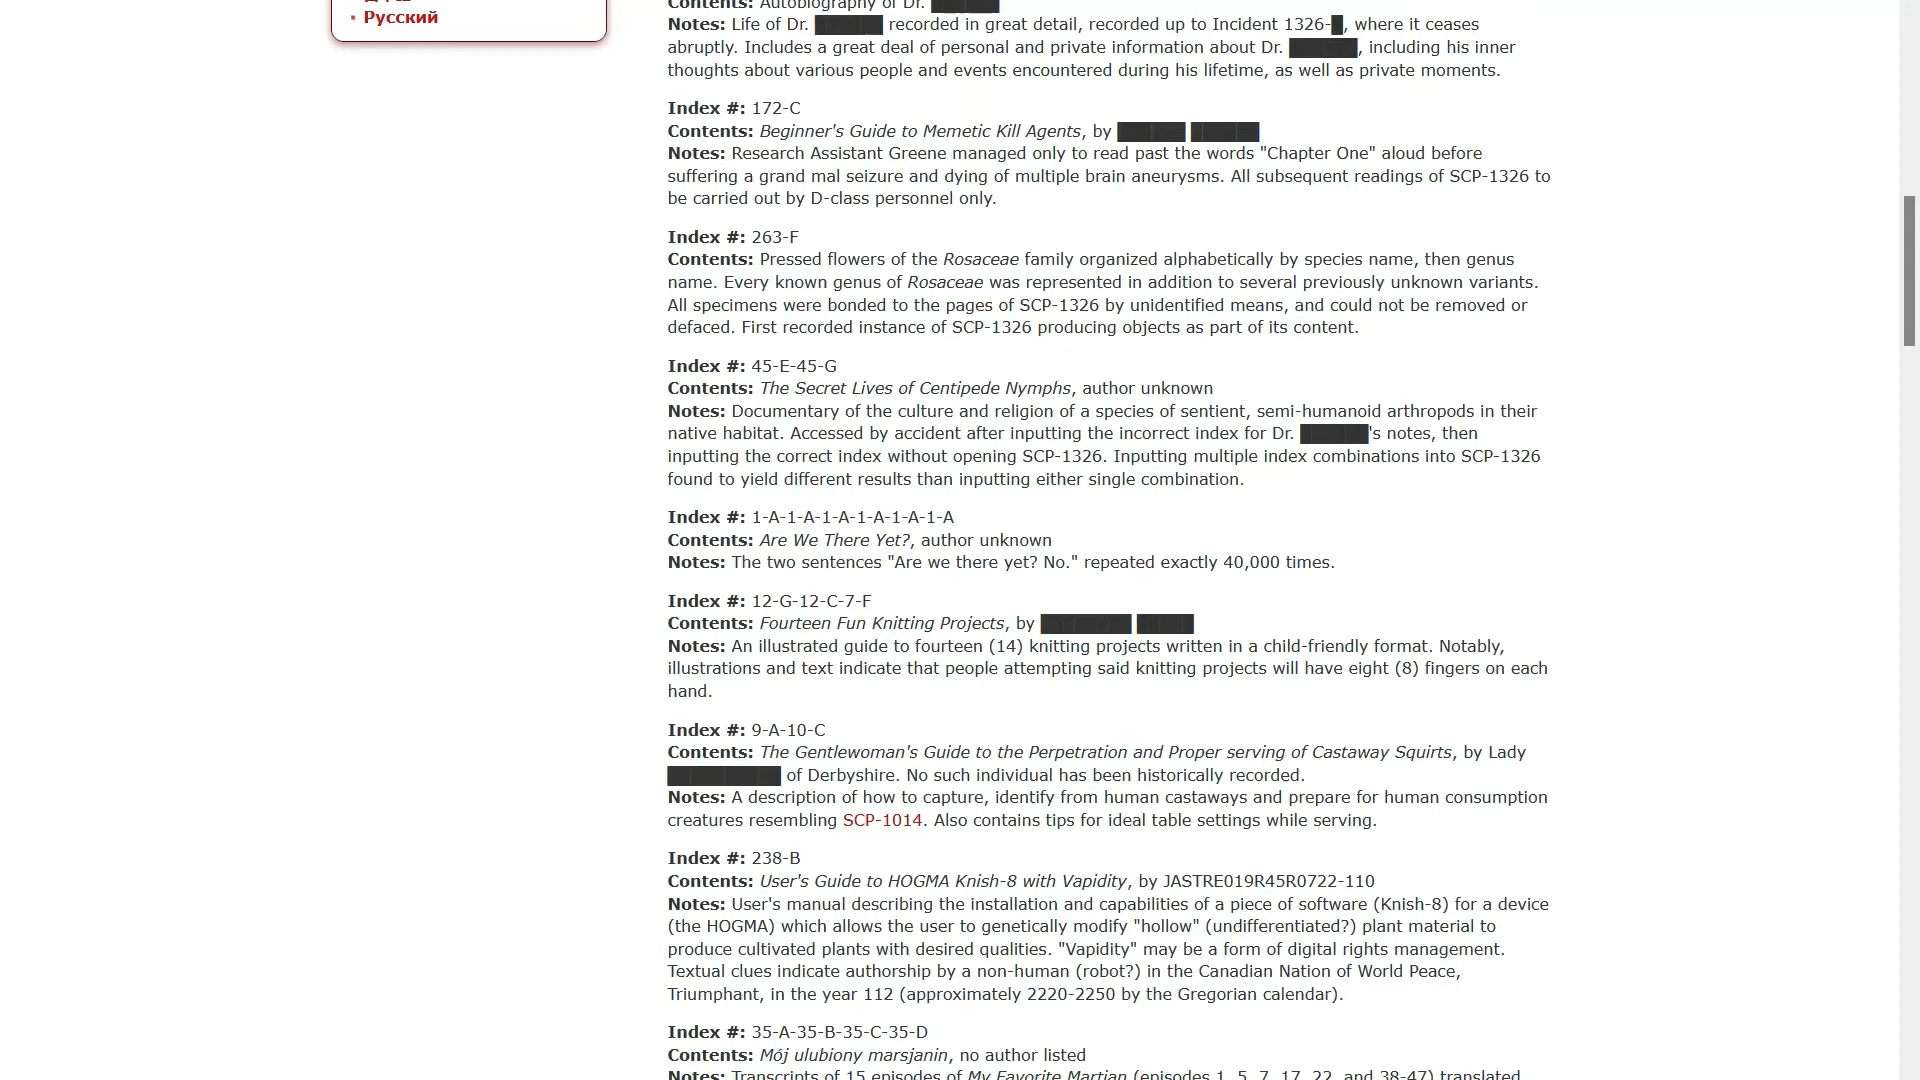 Русский
Contents: Autobiography of Dr. ██████
Notes: Life of Dr. ██████ recorded in great detail, recorded up to Incident 1326-█, where it ceases
abruptly. Includes a great deal of personal and private information about Dr. ██████, including his inner
thoughts about various people and events encountered during his lifetime, as well as private moments.
Index #: 172-C
Contents: Beginner's Guide to Memetic Kill Agents, by ██████ ██████
Notes: Research Assistant Greene managed only to read past the words "Chapter One" aloud before
suffering a grand mal seizure and dying of multiple brain aneurysms. All subsequent readings of SCP-1326 to
be carried out by D-class personnel only.
Index #: 263-F
Contents: Pressed flowers of the Rosaceae family organized alphabetically by species name, then genus
name. Every known genus of Rosaceae was represented in addition to several previously unknown variants.
All specimens were bonded to the pages of SCP-1326 by unidentified means, and could not be removed or
defaced. First recorded instance of SCP-1326 producing objects as part of its content.
Index #: 45-E-45-G
Contents: The Secret Lives of Centipede Nymphs, author unknown
Notes: Documentary of the culture and religion of a species of sentient, semi-humanoid arthropods in their
native habitat. Accessed by accident after inputting the incorrect index for Dr. ██████'s notes, then
inputting the correct index without opening SCP-1326. Inputting multiple index combinations into SCP-1326
found to yield different results than inputting either single combination.
Index #: 1-A-1-A-1-A-1-A-1-A-1-A
Contents: Are We There Yet?, author unknown
Notes: The two sentences "Are we there yet? No." repeated exactly 40,000 times.
Index #: 12-G-12-C-7-F
Contents: Fourteen Fun Knitting Projects, by ████████ █████
Notes: An illustrated guide to fourteen (14) knitting projects written in a child-friendly format. Notably,
illustrations and text indicate that people attempting said knitting projects will have eight (8) fingers on each
hand.
Index #: 9-A-10-C
Contents: The Gentlewoman's Guide to the Perpetration and Proper serving of Castaway Squirts, by Lady
██████████ of Derbyshire. No such individual has been historically recorded.
Notes: A description of how to capture, identify from human castaways and prepare for human consumption
creatures resembling SCP-1014. Also contains tips for ideal table settings while serving.
Index #: 238-B
Contents: User's Guide to HOGMA Knish-8 with Vapidity, by JASTRE019R45R0722-110
Notes: User's manual describing the installation and capabilities of a piece of software (Knish-8) for a device
(the HOGMA) which allows the user to genetically modify "hollow" (undifferentiated?) plant material to
produce cultivated plants with desired qualities. "Vapidity" may be a form of digital rights management.
Textual clues indicate authorship by a non-human (robot?) in the Canadian Nation of World Peace,
Triumphant, in the year 112 (approximately 2220-2250 by the Gregorian calendar).
Index #: 35-A-35-B-35-C-35-D
Contents: Mój ulubiony marsjanin, no author listed
Notes: Transcripts of 15 episodes of My Favorite Martian (episodes 1, 5, 7, 17, 22, and 38-47) translated